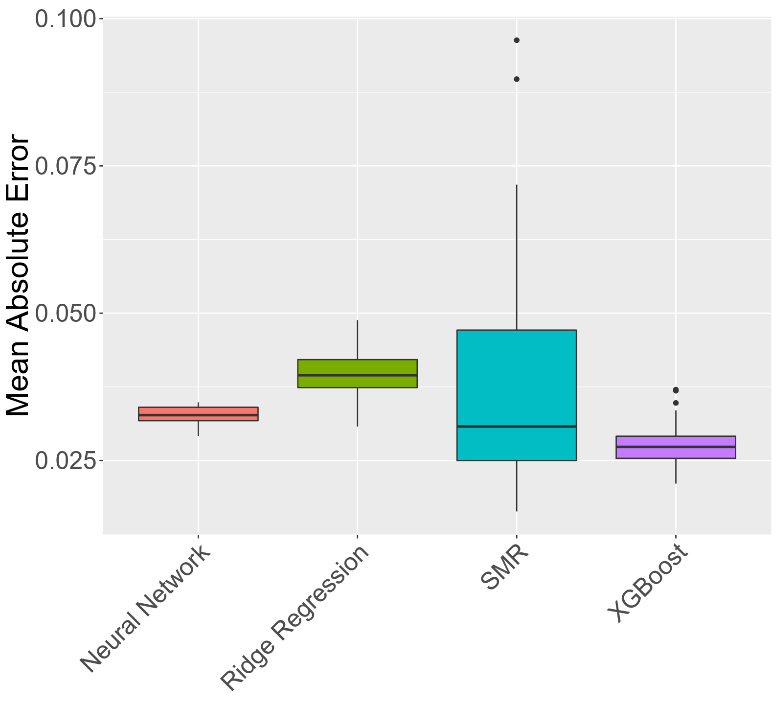 Mean Absolute Error
0.100
0.075
0.050
0.025
Neural Network
Ridge Regression
SMR
XGBoost